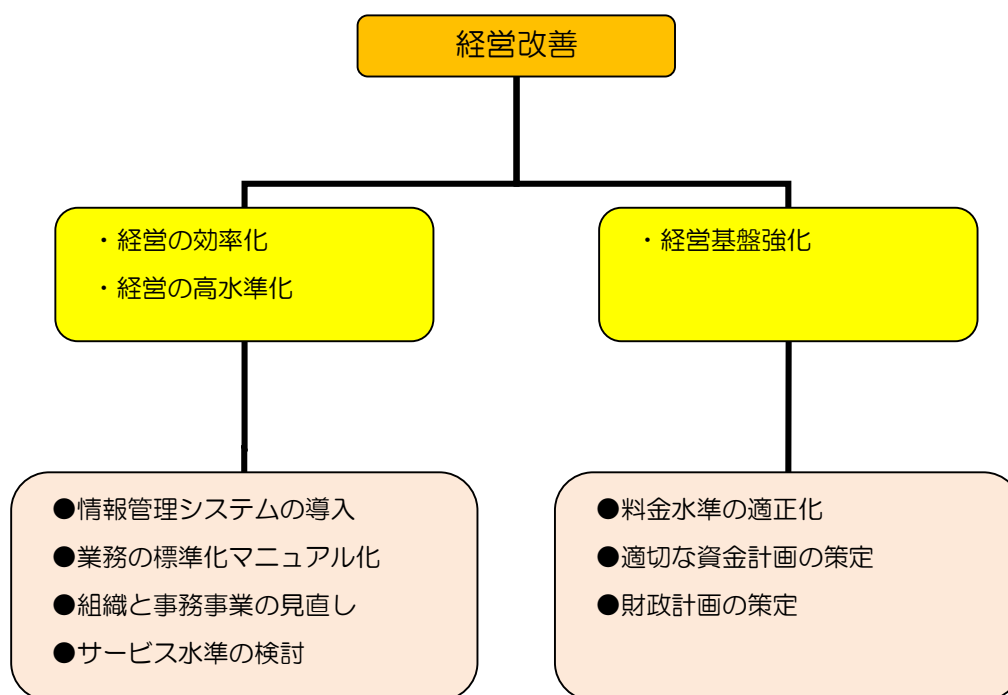 経営改善
・経営の効率化
・経営の高水準化
・経営基盤強化
●情報管理システムの導入
●業務の標準化マニュアル化
●組織と事務事業の見直し
●サービス水準の検討
●料金水準の適正化
●適切な資金計画の策定
●財政計画の策定